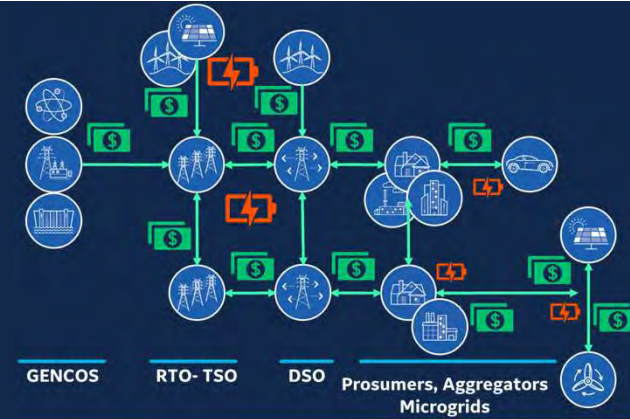 $
$
$
$
$
$
$
$
$
$
$
GENCOS
RTO- TSO
DSO
Prosumers, Aggregators
Microgrids